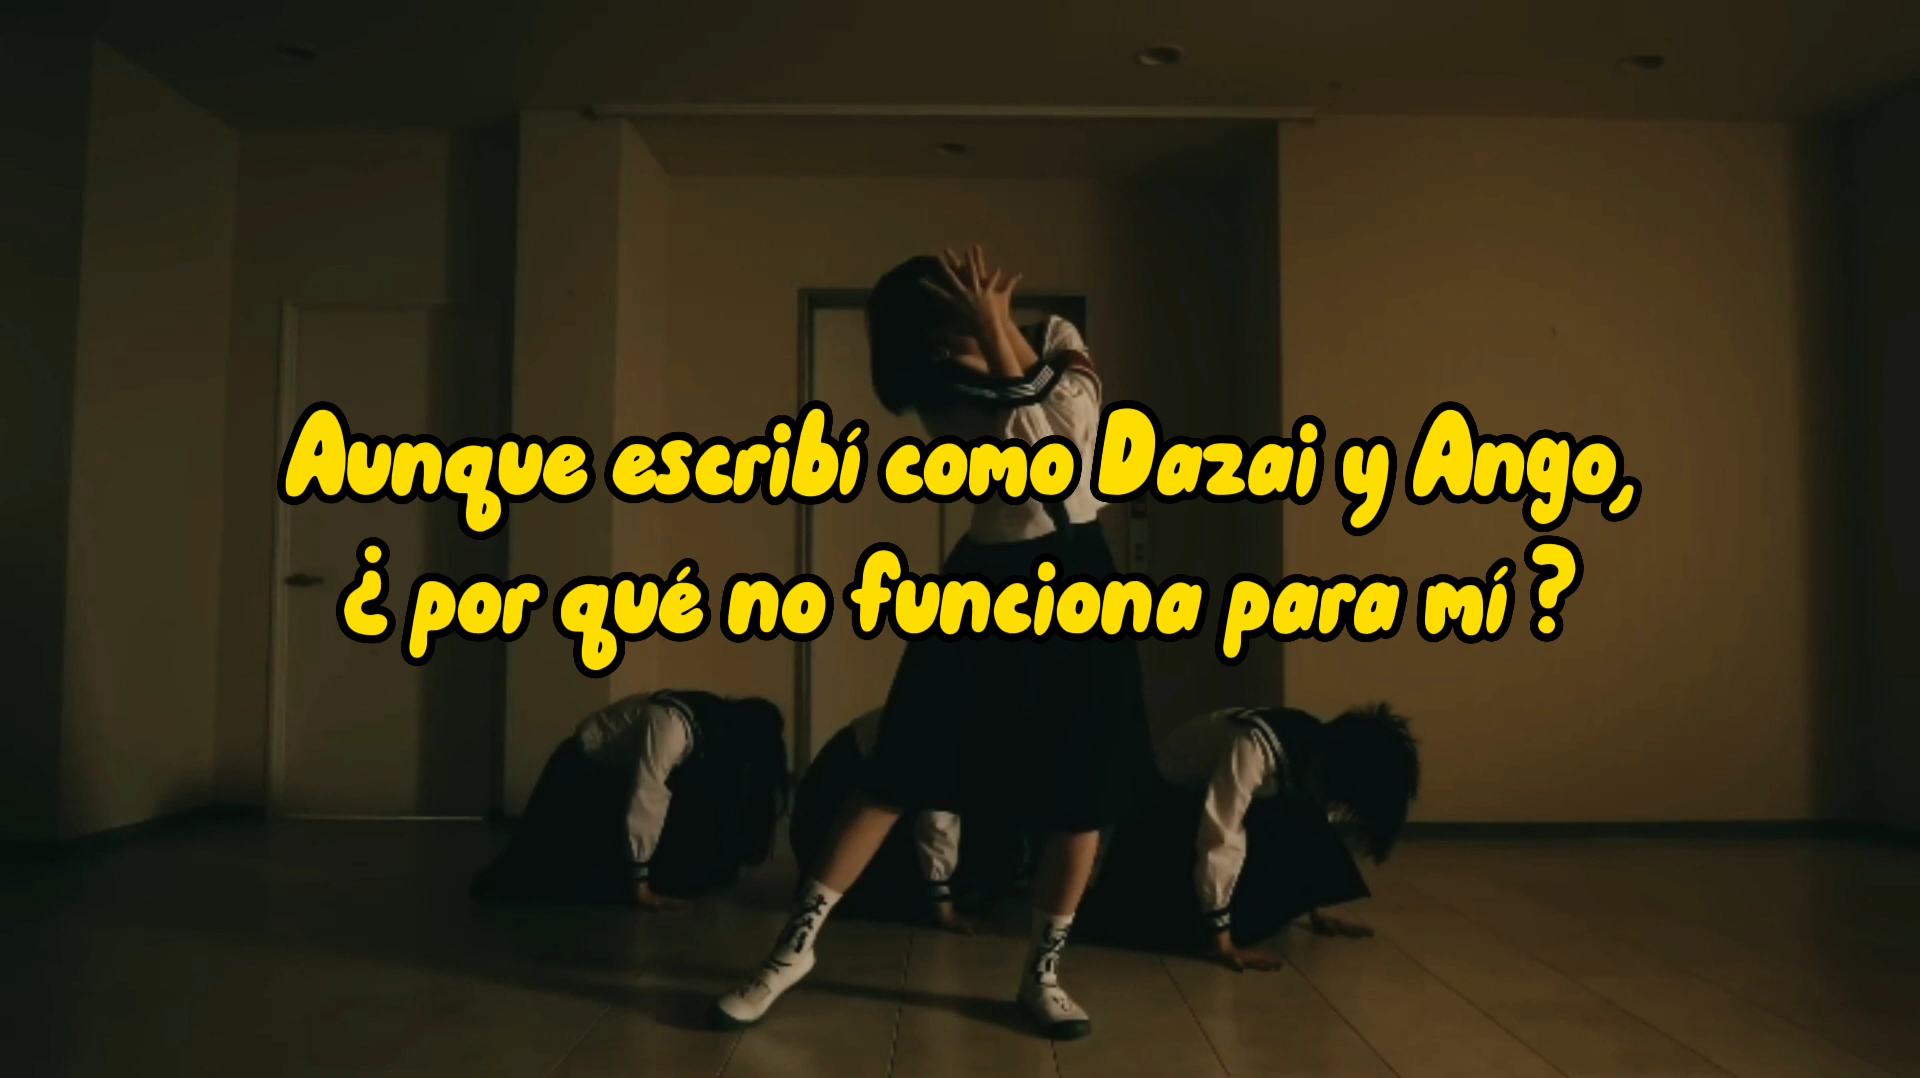 Aunque escribí como Dazai y Ango,
¿por qué no funciona para mí?